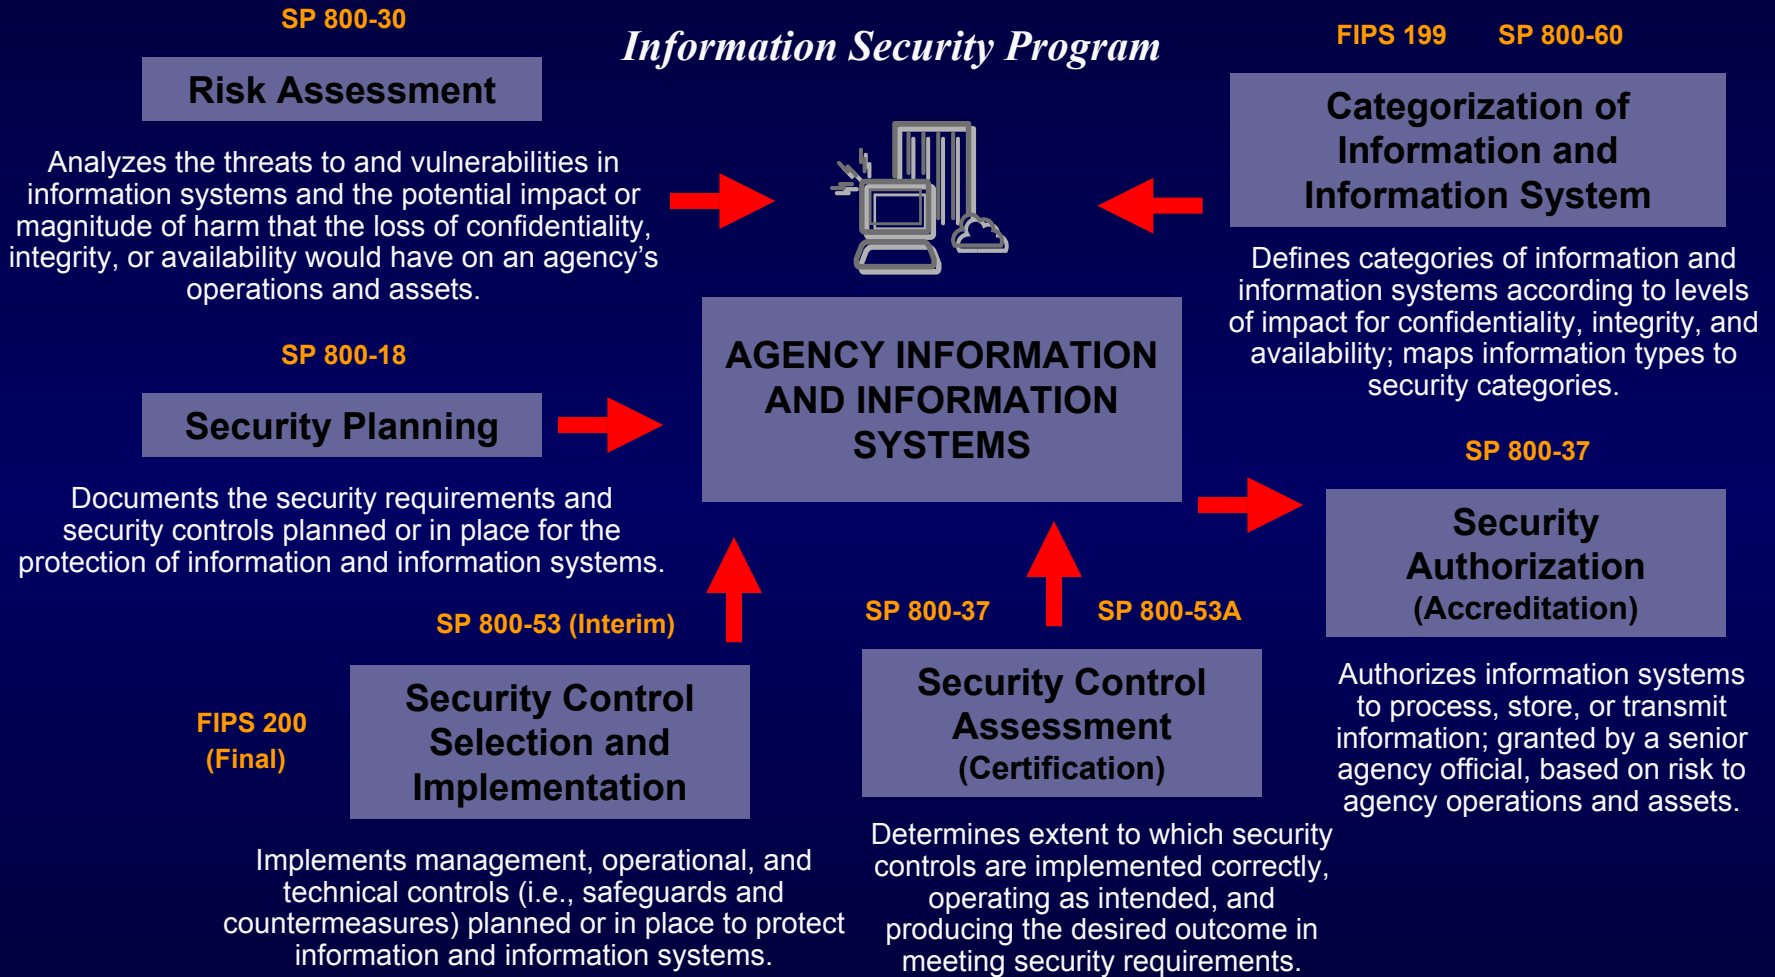 Information Security Program
SP 800-30
Risk Assessment
Analyzes the threats to and vulnerabilities in
information systems and the potential impact or
magnitude of harm that the loss of confidentiality,
integrity, or availability would have on an agency’s
operations and assets.
SP 800-18
Security Planning
Documents the security requirements and
security controls planned or in place for the
protection of information and information systems.
SP 800-53 (Interim)
FIPS 200
(Final)
Security Control
Selection and
Implementation
Implements management, operational, and
technical controls (i.e., safeguards and
countermeasures) planned or in place to protect
information and information systems.
AGENCY INFORMATION
AND INFORMATION
SYSTEMS
SP 800-37 SP 800-53A
Security Control
Assessment
(Certification)
Determines extent to which security
controls are implemented correctly,
operating as intended, and
producing the desired outcome in
meeting security requirements.
FIPS 199 SP 800-60
Categorization of
Information and
Information System
Defines categories of information and
information systems according to levels
of impact for confidentiality, integrity, and
availability; maps information types to
security categories.
SP 800-37
Security
Authorization
(Accreditation)
Authorizes information systems
to process, store, or transmit
information; granted by a senior
agency official, based on risk to
agency operations and assets.